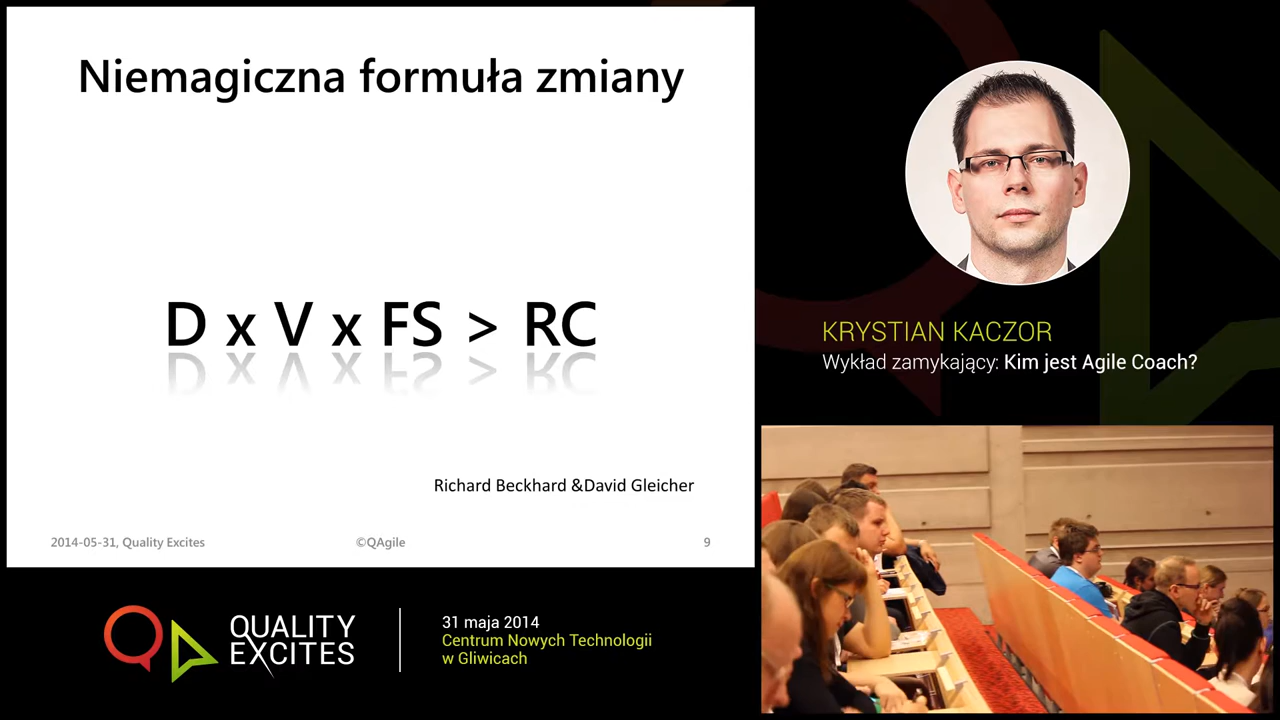 Niemagiczna formuła zmiany
D x V x FS > RC
Richard Beckhard &David Gleicher
2014-05-31, Quality Excites
©QAgile
9
KRYSTIAN KACZOR
Wykład zamykający: Kim jest Agile Coach?
QUALITY
EXCITES
31 maja 2014
Centrum Nowych Technologii
w Gliwicach